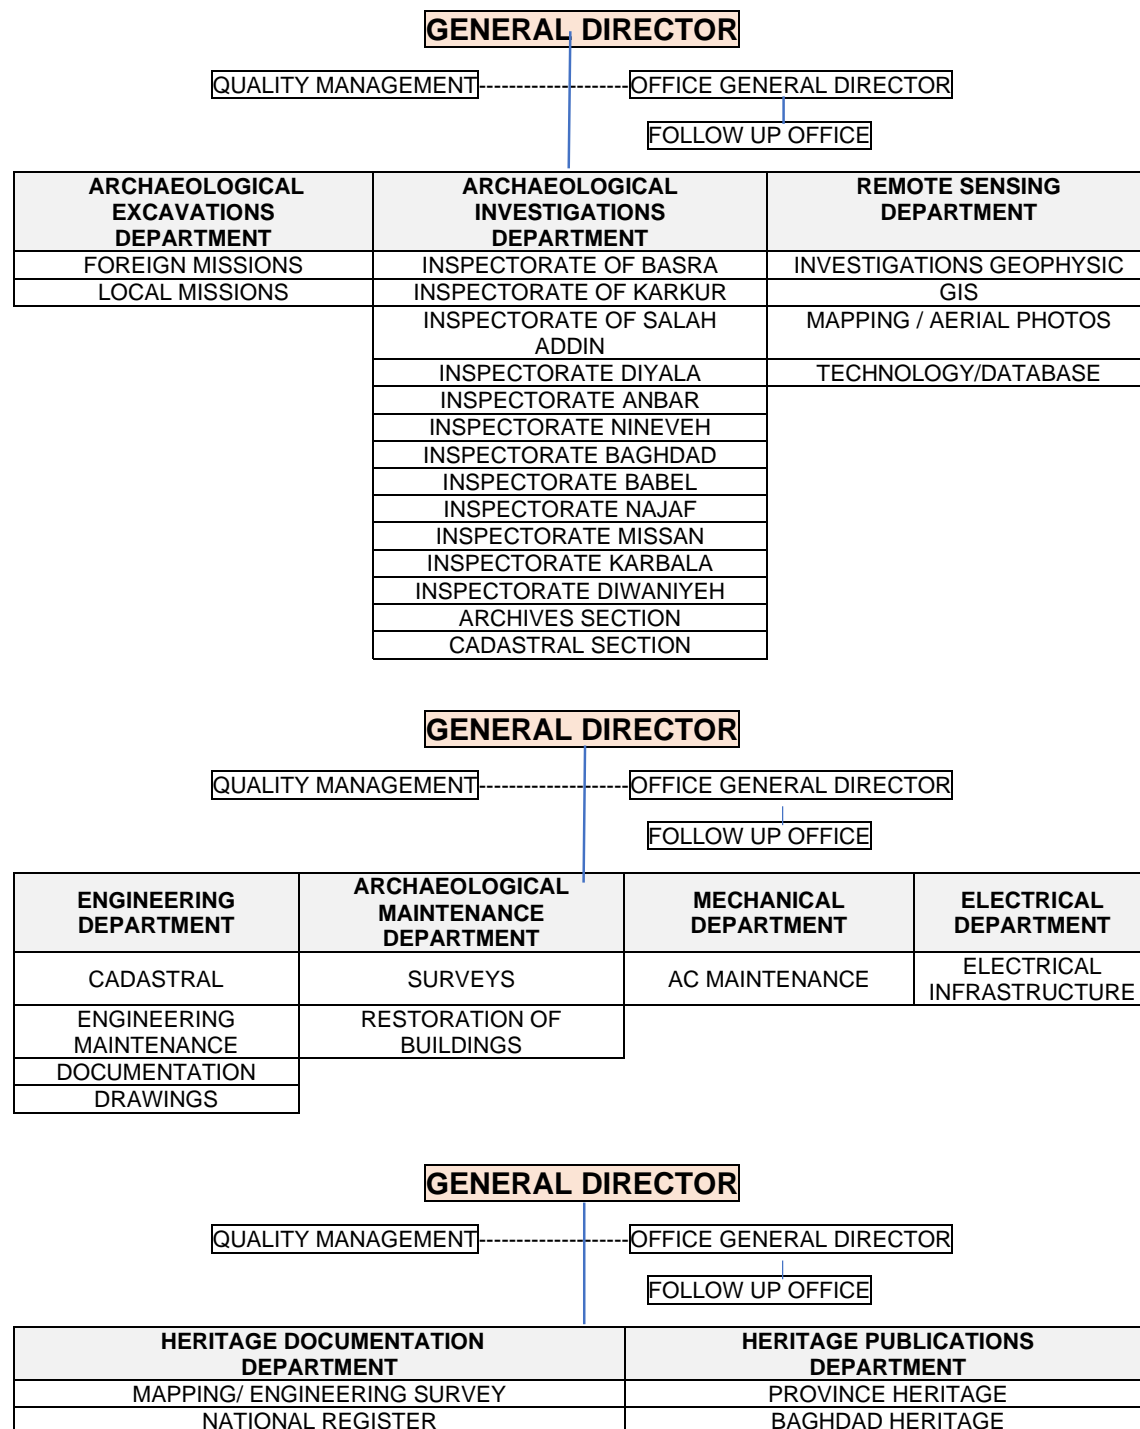 GENERAL DIRECTOR
QUALITY MANAGEMENT--------------------OFFICE GENERAL DIRECTOR
FOLLOW UP OFFICE
ARCHAEOLOGICAL EXCAVATIONS DEPARTMENT ARCHAEOLOGICAL INVESTIGATIONS DEPARTMENT REMOTE SENSING DEPARTMENT
FOREIGN MISSIONS INSPECTORATE OF BASRA INVESTIGATIONS GEOPHYSIC
LOCAL MISSIONS INSPECTORATE OF KARKUR GIS
INSPECTORATE OF SALAH ADDIN MAPPING / AERIAL PHOTOS
INSPECTORATE DIYALA TECHNOLOGY/DATABASE
INSPECTORATE ANBAR
INSPECTORATE NINEVEH
INSPECTORATE BAGHDAD
INSPECTORATE BABEL
INSPECTORATE NAJAF
INSPECTORATE MISSAN
INSPECTORATE KARBALA
INSPECTORATE DIWANIYEH
ARCHIVES SECTION
CADASTRAL SECTION
GENERAL DIRECTOR
QUALITY MANAGEMENT--------------------OFFICE GENERAL DIRECTOR
FOLLOW UP OFFICE
ENGINEERING DEPARTMENT ARCHAEOLOGICAL MAINTENANCE DEPARTMENT MECHANICAL DEPARTMENT ELECTRICAL DEPARTMENT
CADASTRAL SURVEYS AC MAINTENANCE ELECTRICAL INFRASTRUCTURE
ENGINEERING MAINTENANCE RESTORATION OF BUILDINGS
DOCUMENTATION
DRAWINGS
GENERAL DIRECTOR
QUALITY MANAGEMENT--------------------OFFICE GENERAL DIRECTOR
FOLLOW UP OFFICE
HERITAGE DOCUMENTATION DEPARTMENT HERITAGE PUBLICATIONS DEPARTMENT
MAPPING/ ENGINEERING SURVEY PROVINCE HERITAGE
NATIONAL REGISTER BAGHDAD HERITAGE